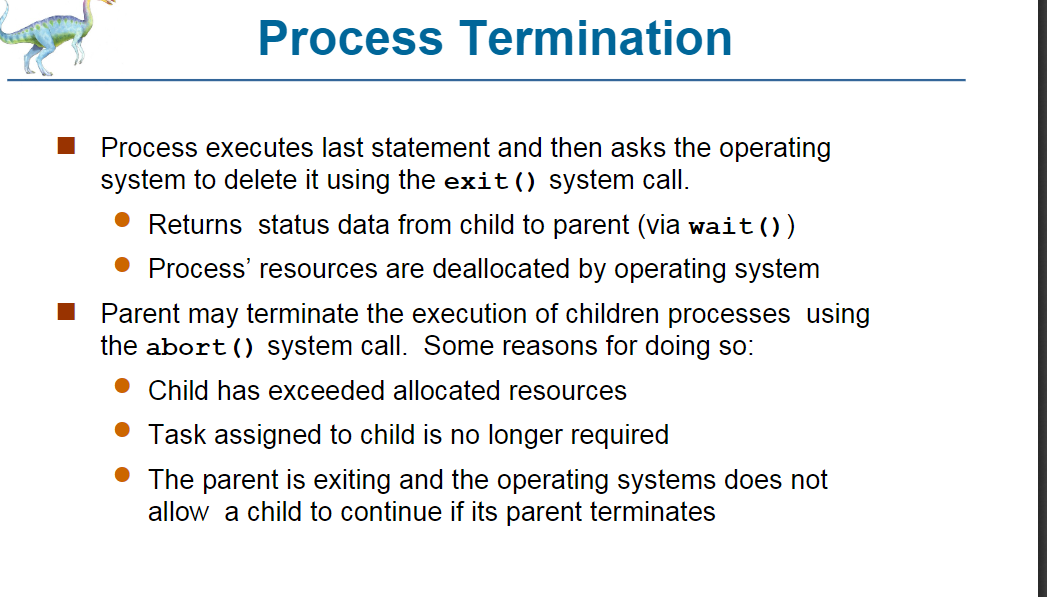 Process Termination
Process executes last statement and then asks the operating
system to delete it using the exit() system call.
Returns status data from child to parent (via wait())
Process’ resources are deallocated by operating system
Parent may terminate the execution of children processes using
the abort() system call. Some reasons for doing so:
Child has exceeded allocated resources
Task assigned to child is no longer required
The parent is exiting and the operating systems does not
allow a child to continue if its parent terminates